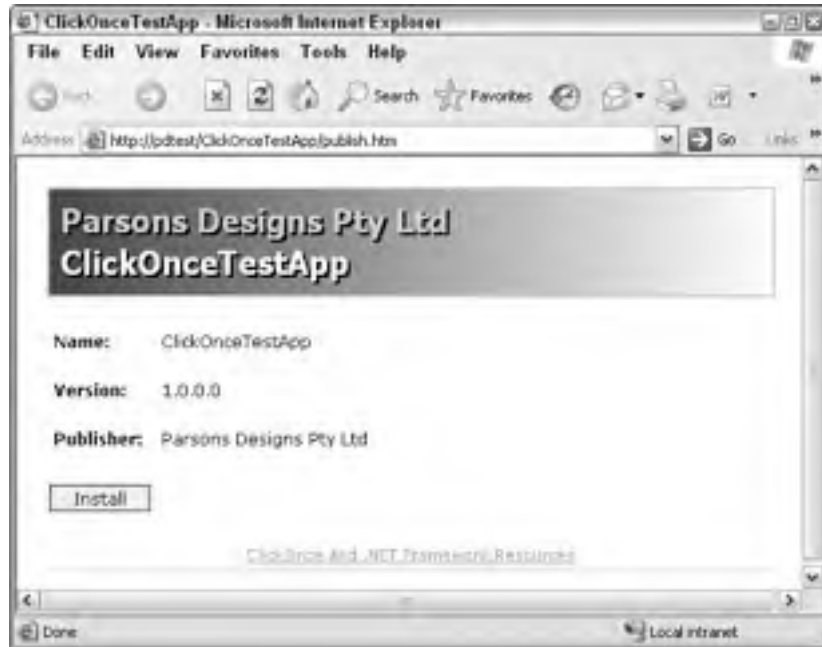 ClickOnceTestApp - Microsoft Internet Explorer
File Edit View Favorites Tools Help
Back Search Favorites
Address http://pdtest/ClickOnceTestApp/publish.htm Go Links
Parsons Designs Pty Ltd
ClickOnceTestApp
Name: ClickOnceTestApp
Version: 1.0.0.0
Publisher: Parsons Designs Pty Ltd
Install
ClickOnce and .NET Framework Resources
Done Local intranet